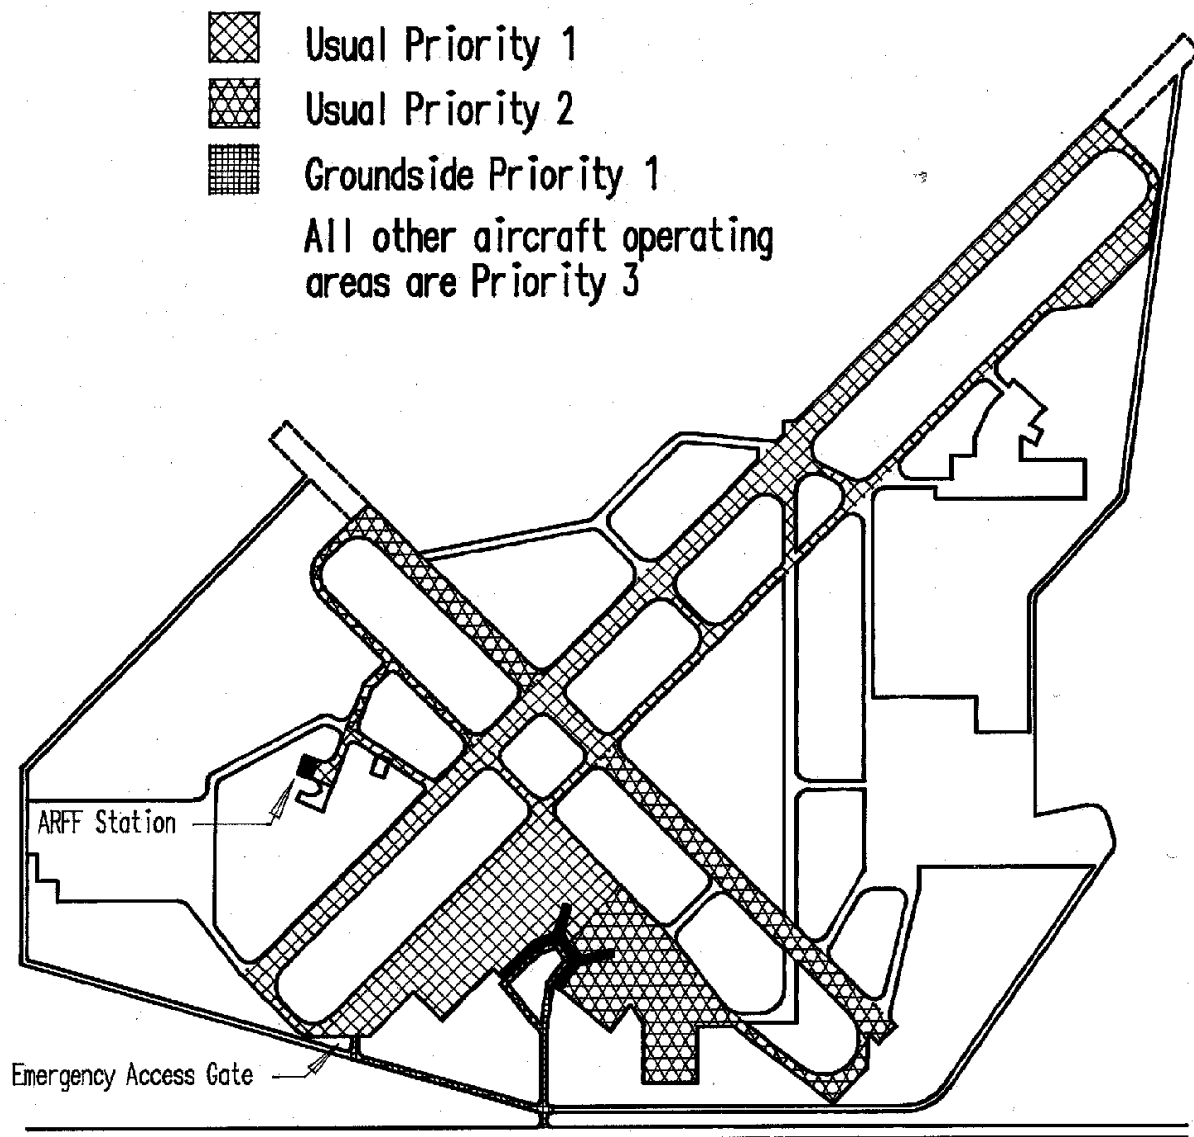 Usual Priority 1
Usual Priority 2
Groundside Priority 1
All other aircraft operating
areas are Priority 3
ARFF Station
Emergency Access Gate